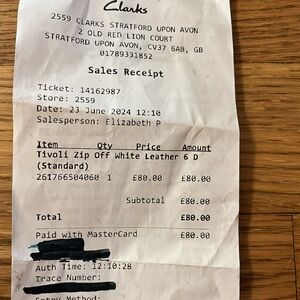 Clarks
2559 CLARKS STRATFORD UPON AVON
2 OLD RED LION COURT
STRATFORD UPON AVON, CV37 6AB, GB
01789331852
Sales Receipt
Ticket: 14162987
Store: 2559
Date: 23 June 2024 12:10
Salesperson: Elizabeth P
Item Qty Price Amount
Tivoli Zip Off White Leather 6 D
(Standard)
261766504060 1 £80.00 £80.00
Subtotal £80.00
Total £80.00
Paid with MasterCard £80.00
Auth Time: 12:10:28
Trace Number:
Entry Method: